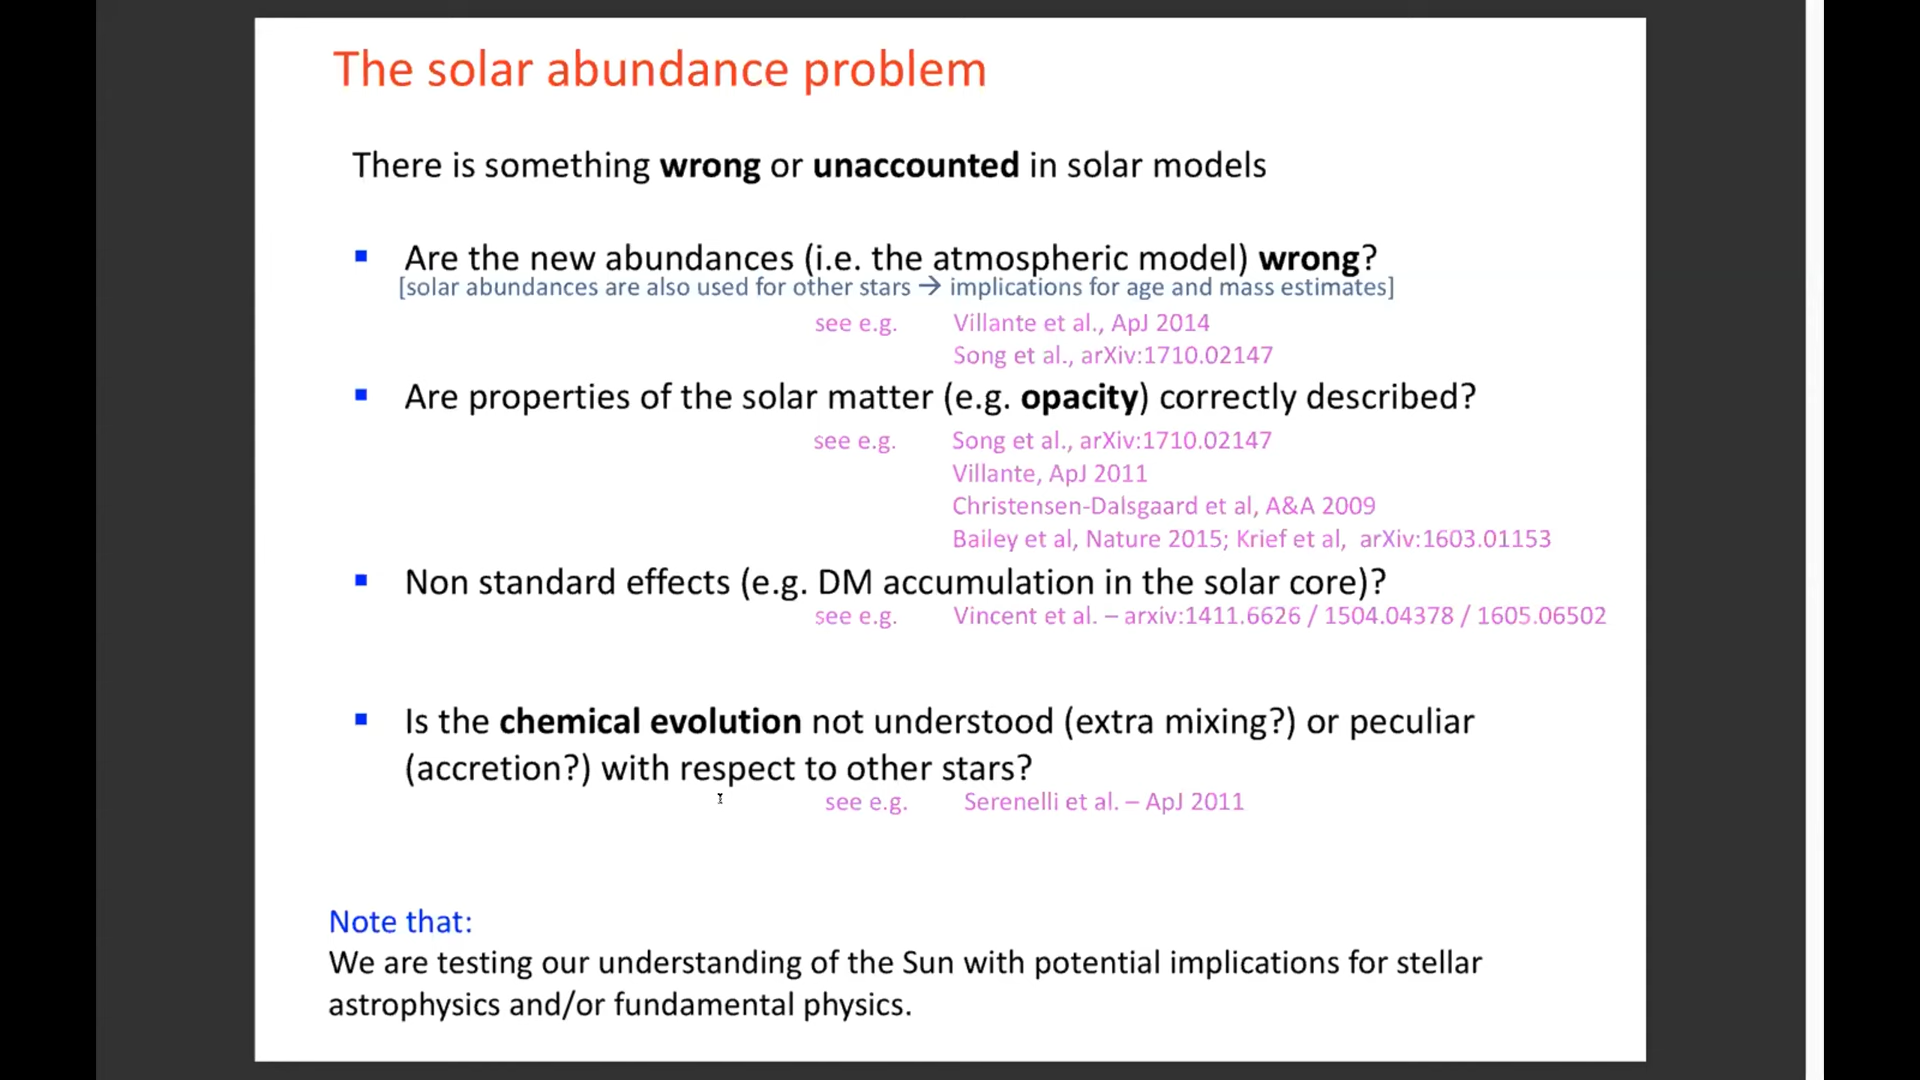 The solar abundance problem
There is something wrong or unaccounted in solar models
▪ Are the new abundances (i.e. the atmospheric model) wrong?
[solar abundances are also used for other stars → implications for age and mass estimates]
see e.g. Villante et al., ApJ 2014
Song et al., arXiv:1710.02147
▪ Are properties of the solar matter (e.g. opacity) correctly described?
see e.g. Song et al., arXiv:1710.02147
Villante, ApJ 2011
Christensen-Dalsgaard et al, A&A 2009
Bailey et al, Nature 2015; Krief et al, arXiv:1603.01153
▪ Non standard effects (e.g. DM accumulation in the solar core)?
see e.g. Vincent et al. – arxiv:1411.6626 / 1504.04378 / 1605.06502
▪ Is the chemical evolution not understood (extra mixing?) or peculiar
(accretion?) with respect to other stars?
see e.g. Serenelli et al. – ApJ 2011
Note that:
We are testing our understanding of the Sun with potential implications for stellar
astrophysics and/or fundamental physics.